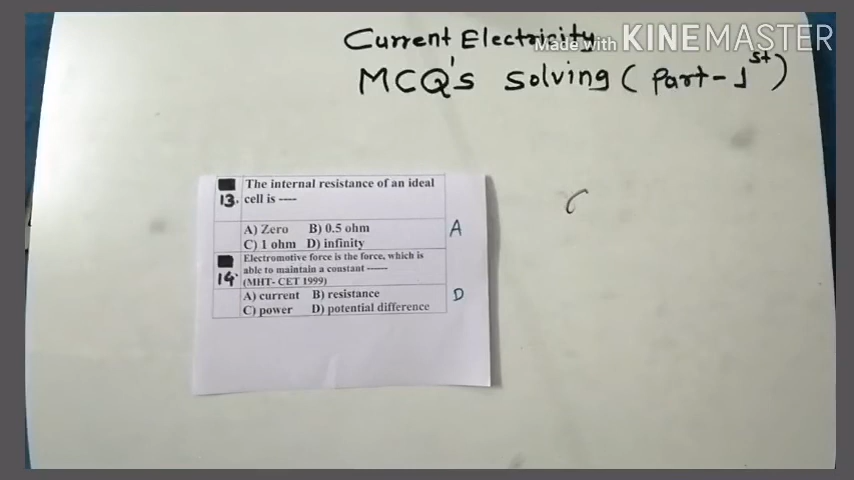 Current Electricity
Made with KINEMASTER
MCQ's Solving ( Part - 1st )
13. The internal resistance of an ideal
cell is ----
A) Zero B) 0.5 ohm
C) 1 ohm D) infinity
A
14. Electromotive force is the force, which is
able to maintain a constant ------
(MHT- CET 1999)
A) current B) resistance
C) power D) potential difference
D